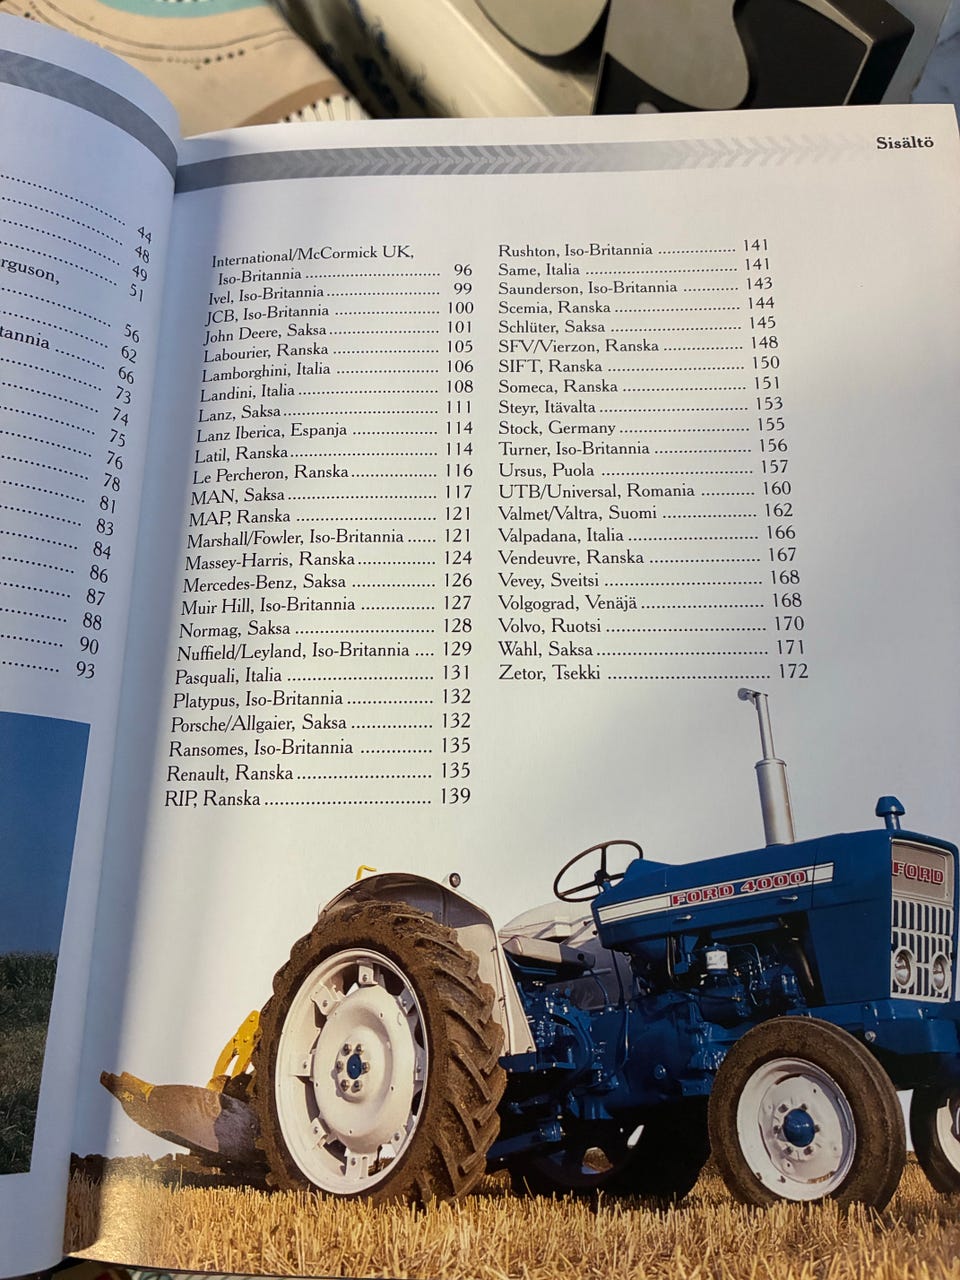 Sisältö
44
48
49
rguson,
51
56
tannia ........ 62
66
73
74
75
76
78
81
83
84
86
87
88
90
93
International/McCormick UK,
Iso-Britannia ............................ 96
Ivel, Iso-Britannia ....................... 99
JCB, Iso-Britannia ..................... 100
John Deere, Saksa ...................... 101
Labourier, Ranska ..................... 105
Lamborghini, Italia .................... 106
Landini, Italia ............................ 108
Lanz, Saksa ................................ 111
Lanz Iberica, Espanja ................. 114
Latil, Ranska .............................. 114
Le Percheron, Ranska ................. 116
MAN, Saksa ............................... 117
MAP, Ranska ............................. 121
Marshall/Fowler, Iso-Britannia ...... 121
Massey-Harris, Ranska ................ 124
Mercedes-Benz, Saksa ................. 126
Muir Hill, Iso-Britannia ............... 127
Normag, Saksa ........................... 128
Nuffield/Leyland, Iso-Britannia .... 129
Pasquali, Italia ............................ 131
Platypus, Iso-Britannia ................. 132
Porsche/Allgaier, Saksa ................ 132
Ransomes, Iso-Britannia .............. 135
Renault, Ranska .......................... 135
RIP, Ranska ................................ 139
Rushton, Iso-Britannia ................ 141
Same, Italia ................................ 141
Saunderson, Iso-Britannia ............ 143
Scemia, Ranska .......................... 144
Schlüter, Saksa ........................... 145
SFV/Vierzon, Ranska .................. 148
SIFT, Ranska ............................. 150
Someca, Ranska ......................... 151
Steyr, Itävalta ............................. 153
Stock, Germany .......................... 155
Turner, Iso-Britannia ................... 156
Ursus, Puola ............................... 157
UTB/Universal, Romania ........... 160
Valmet/Valtra, Suomi .................. 162
Valpadana, Italia ......................... 166
Vendeuvre, Ranska ..................... 167
Vevey, Sveitsi ............................. 168
Volgograd, Venäjä ....................... 168
Volvo, Ruotsi .............................. 170
Wahl, Saksa ................................ 171
Zetor, Tsekki .............................. 172
FORD 4000
FORD